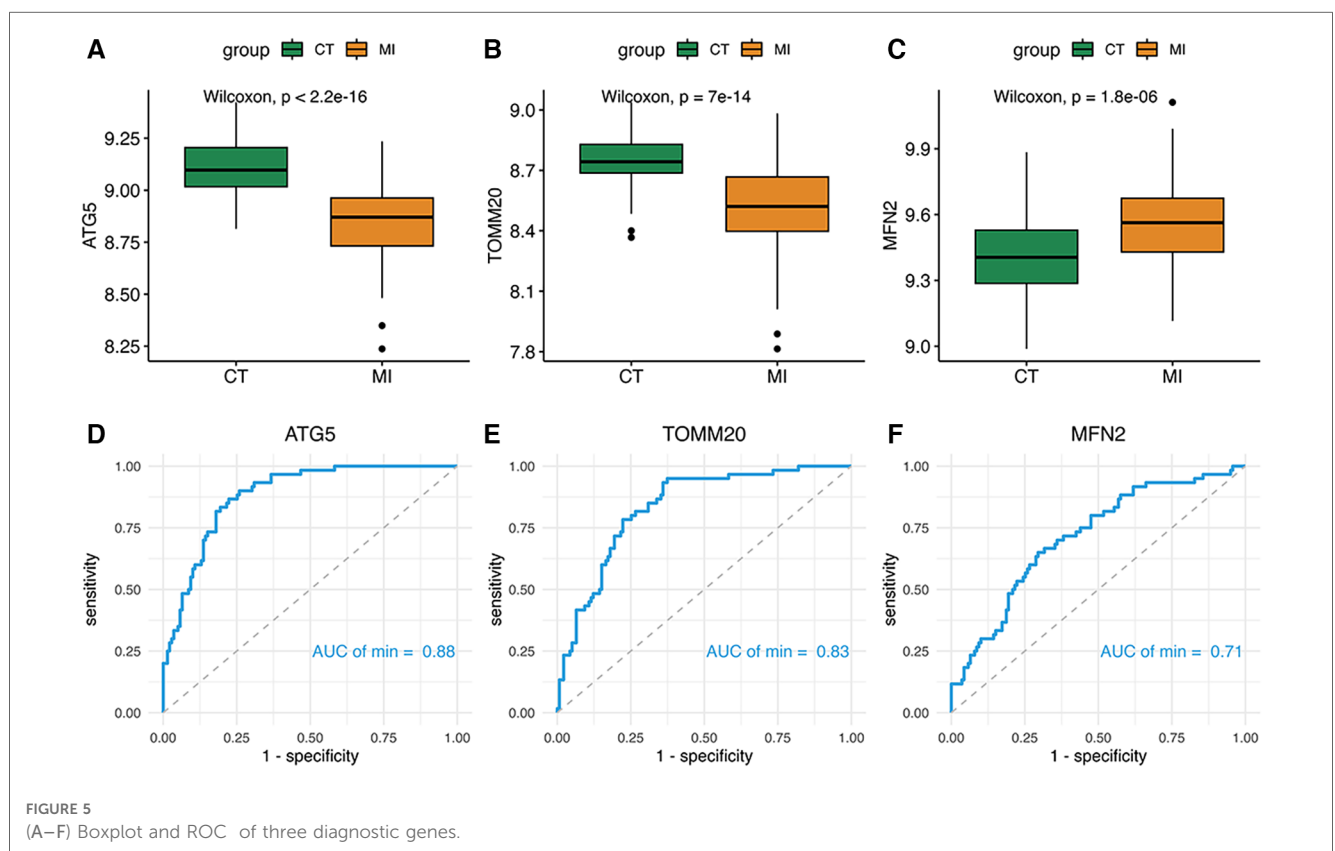 A
group CT MI
Wilcoxon, p < 2.2e-16
ATG5
9.25
9.00
8.75
8.50
8.25
CT MI
B
group CT MI
Wilcoxon, p = 7e-14
TOMM20
9.0
8.7
8.4
8.1
7.8
CT MI
C
group CT MI
Wilcoxon, p = 1.8e-06
MFN2
9.9
9.6
9.3
9.0
CT MI
D
ATG5
sensitivity
1.00
0.75
0.50
0.25
0.00
AUC of min = 0.88
0.00 0.25 0.50 0.75 1.00
1 - specificity
E
TOMM20
sensitivity
1.00
0.75
0.50
0.25
0.00
AUC of min = 0.83
0.00 0.25 0.50 0.75 1.00
1 - specificity
F
MFN2
sensitivity
1.00
0.75
0.50
0.25
0.00
AUC of min = 0.71
0.00 0.25 0.50 0.75 1.00
1 - specificity
FIGURE 5
(A–F) Boxplot and ROC of three diagnostic genes.